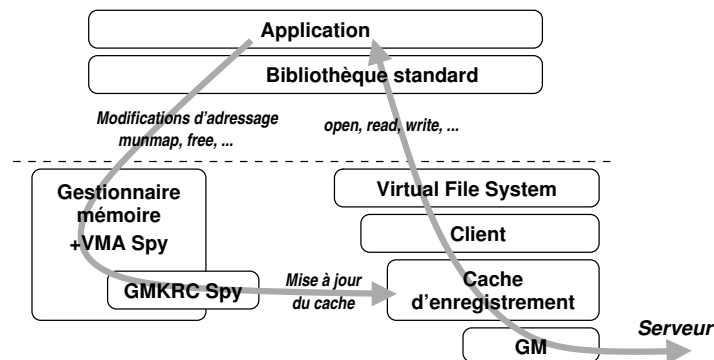 Application
Bibliothèque standard
Modifications d'adressage
munmap, free, ...
open, read, write, ...
Gestionnaire
mémoire
+VMA Spy
GMKRC Spy
Mise à jour
du cache
Virtual File System
Client
Cache
d'enregistrement
GM
Serveur